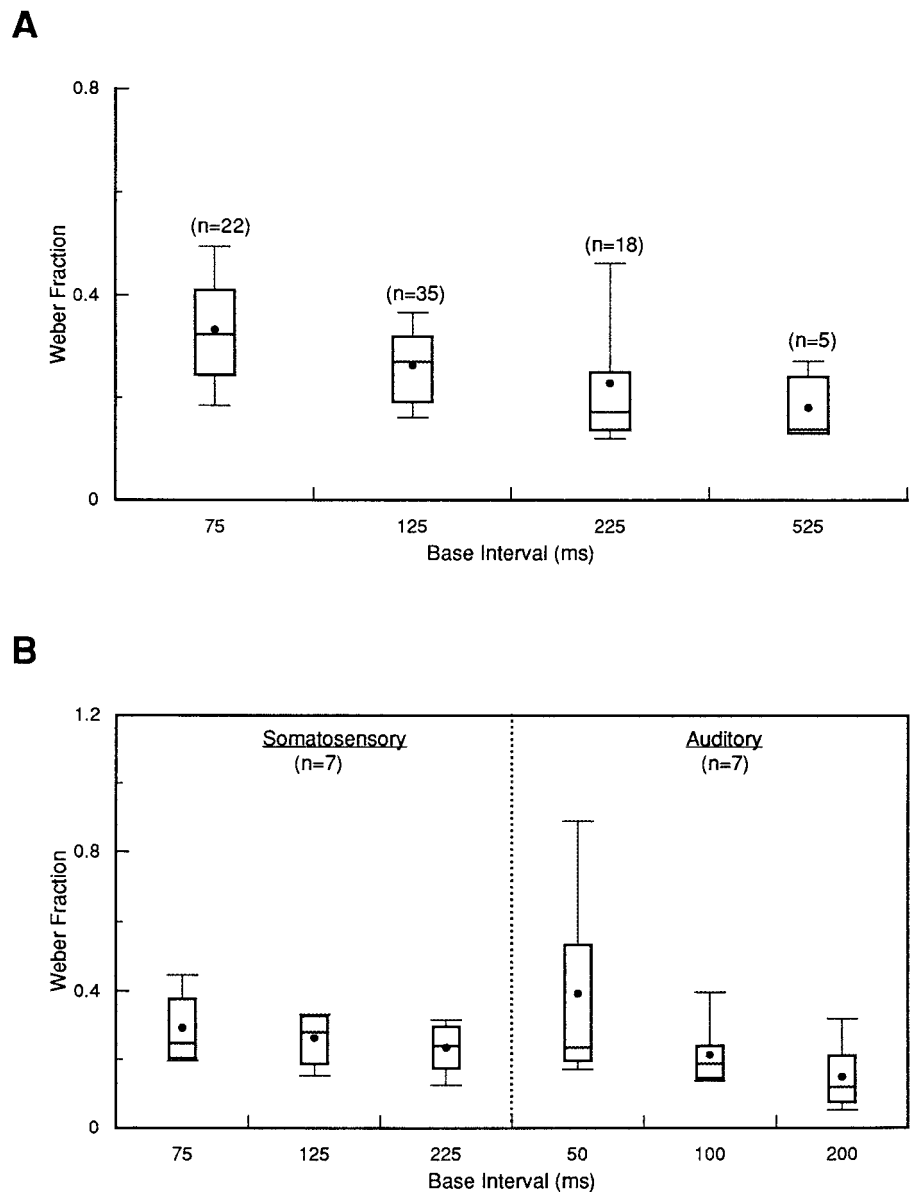 A
0.8
(n=22)
(n=18)
(n=35)
0.4
(n=5)
Weber Fraction
0
75 125 225 525
Base Interval (ms)
B
1.2
Somatosensory Auditory
(n=7) (n=7)
0.8
Weber Fraction
0.4
0
75 125 225 50 100 200
Base Interval (ms)